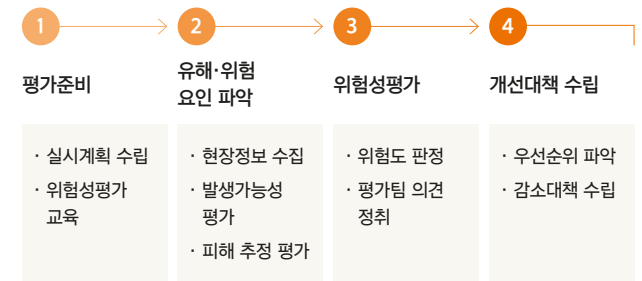 1
평가준비
· 실시계획 수립
· 위험성평가
교육
2
유해·위험
요인 파악
· 현장정보 수집
· 발생가능성
평가
· 피해 추정 평가
3
위험성평가
· 위험도 판정
· 평가팀 의견
정취
4
개선대책 수립
· 우선순위 파악
· 감소대책 수립